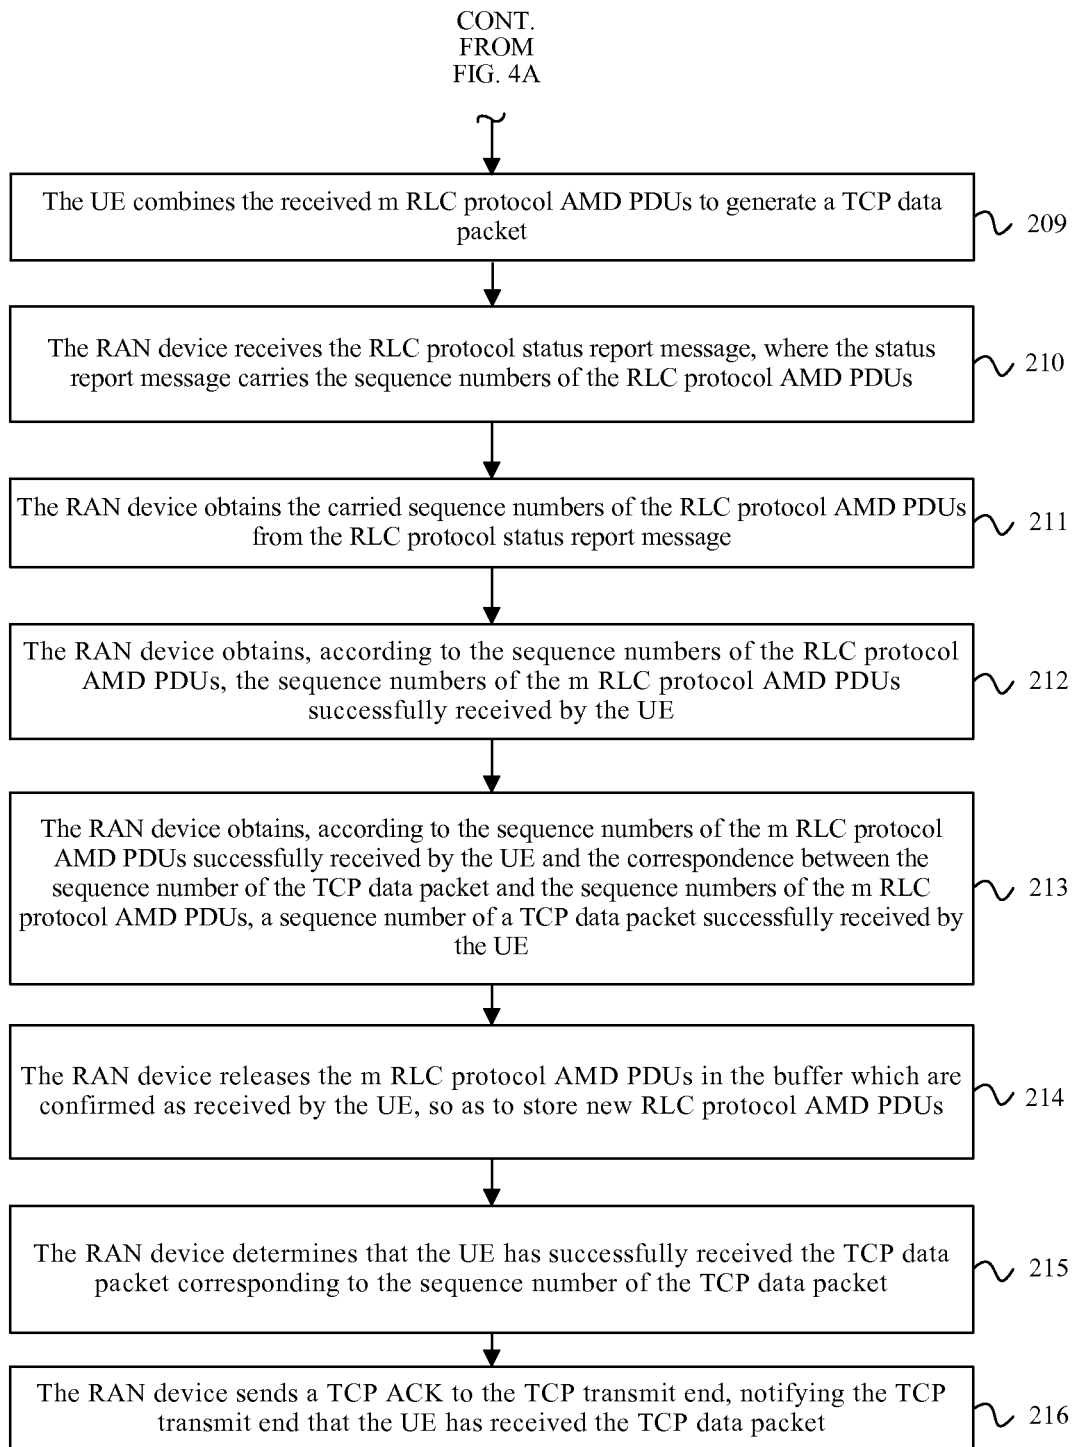 CONT.
FROM
FIG. 4A
The UE combines the received m RLC protocol AMD PDUs to generate a TCP data
packet
209
The RAN device receives the RLC protocol status report message, where the status
report message carries the sequence numbers of the RLC protocol AMD PDUs
210
The RAN device obtains the carried sequence numbers of the RLC protocol AMD PDUs
from the RLC protocol status report message
211
The RAN device obtains, according to the sequence numbers of the RLC protocol
AMD PDUs, the sequence numbers of the m RLC protocol AMD PDUs
successfully received by the UE
212
The RAN device obtains, according to the sequence numbers of the m RLC protocol
AMD PDUs successfully received by the UE and the correspondence between the
sequence number of the TCP data packet and the sequence numbers of the m RLC
protocol AMD PDUs, a sequence number of a TCP data packet successfully received by
the UE
213
The RAN device releases the m RLC protocol AMD PDUs in the buffer which are
confirmed as received by the UE, so as to store new RLC protocol AMD PDUs
214
The RAN device determines that the UE has successfully received the TCP data
packet corresponding to the sequence number of the TCP data packet
215
The RAN device sends a TCP ACK to the TCP transmit end, notifying the TCP
transmit end that the UE has received the TCP data packet
216